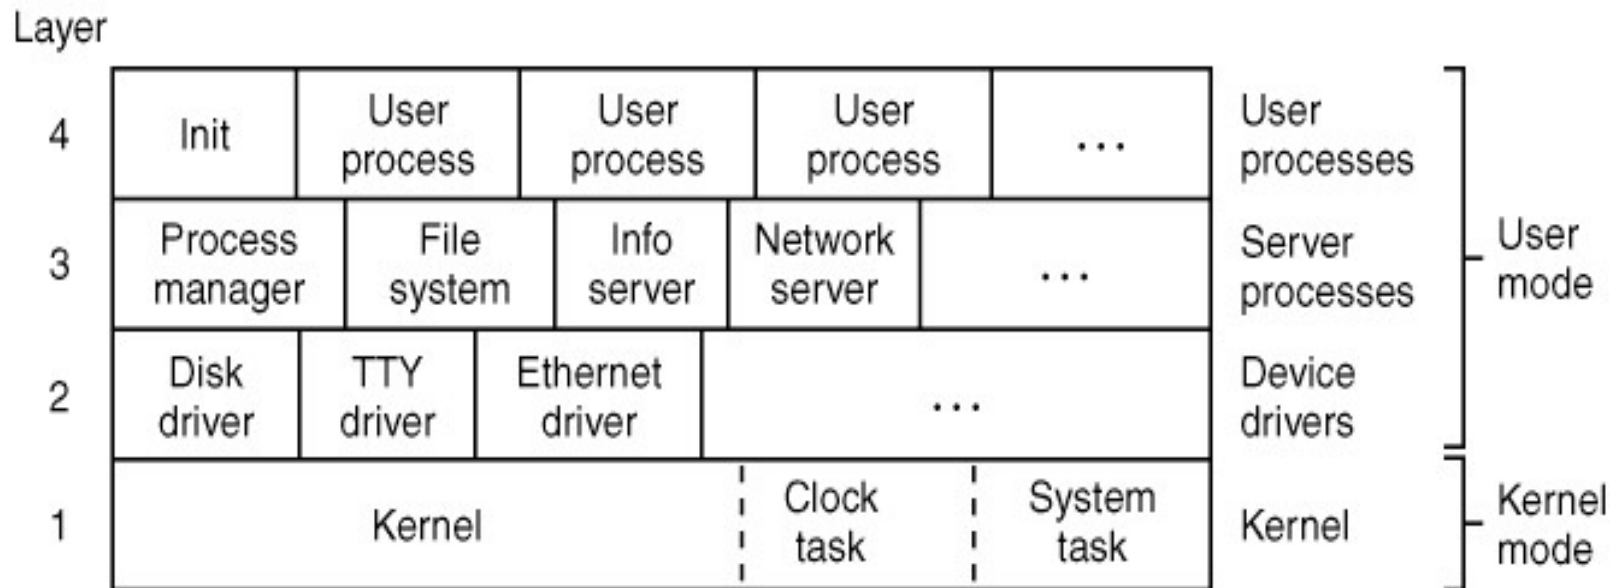 Layer
4
Init
User
process
User
process
User
process
...
User
processes
3
Process
manager
File
system
Info
server
Network
server
...
Server
processes
User
mode
2
Disk
driver
TTY
driver
Ethernet
driver
...
Device
drivers
1
Kernel
Clock
task
System
task
Kernel
Kernel
mode